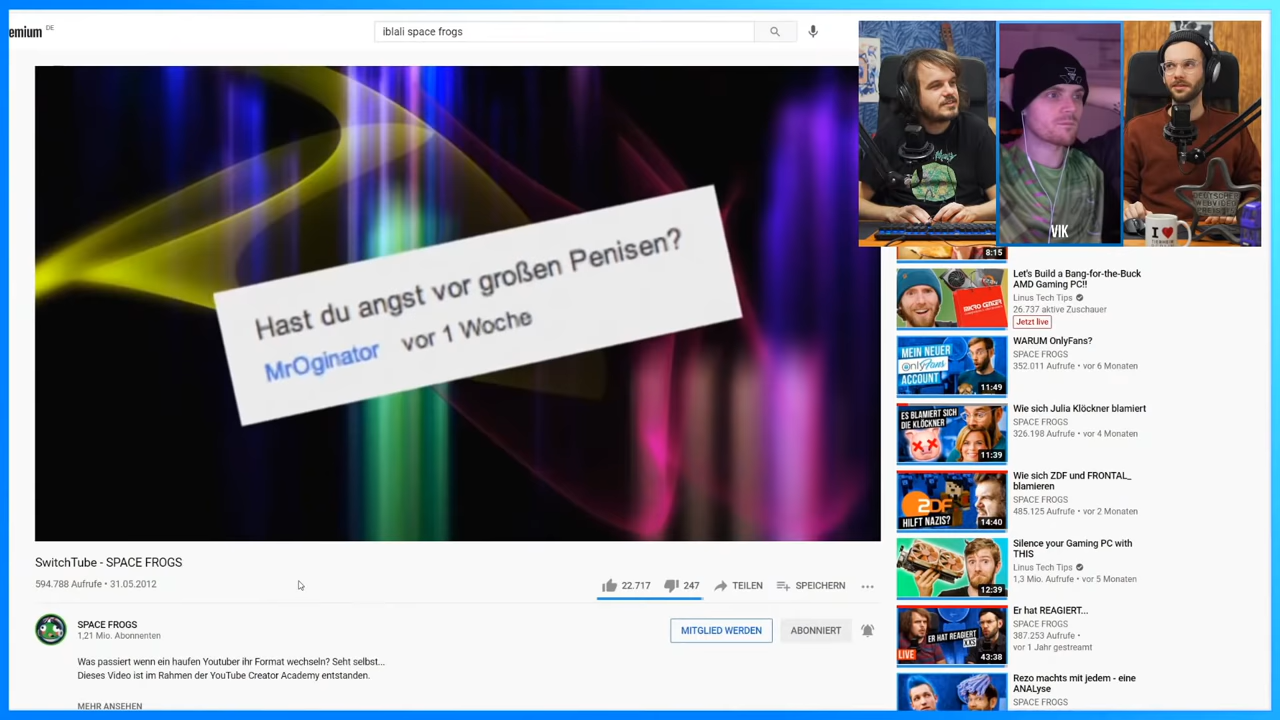 emium DE
iblali space frogs
Hast du angst vor großen Penisen?
MrOginator vor 1 Woche
VIK
I ❤
8:15
Let's Build a Bang-for-the-Buck
AMD Gaming PC!!
Linus Tech Tips
26.737 aktive Zuschauer
Jetzt live
MEIN NEUER
OnlyFans
ACCOUNT
11:49
WARUM OnlyFans?
SPACE FROGS
352.011 Aufrufe • vor 6 Monaten
ES BLAMIERT SICH
DIE KLÖCKNER
11:39
Wie sich Julia Klöckner blamiert
SPACE FROGS
326.198 Aufrufe • vor 4 Monaten
ZDF
HILFT NAZIS?
14:40
Wie sich ZDF und FRONTAL_
blamieren
SPACE FROGS
485.125 Aufrufe • vor 2 Monaten
12:39
Silence your Gaming PC with
THIS
Linus Tech Tips
1,3 Mio. Aufrufe • vor 5 Monaten
ER HAT REAGIERT
XXS
LIVE
43:38
Er hat REAGIERT...
SPACE FROGS
387.253 Aufrufe •
vor 1 Jahr gestreamt
Rezo machts mit jedem - eine
ANALyse
SPACE FROGS
SwitchTube - SPACE FROGS
594.788 Aufrufe • 31.05.2012
22.717
247
TEILEN
SPEICHERN
SPACE FROGS
1,21 Mio. Abonnenten
MITGLIED WERDEN
ABONNIERT
Was passiert wenn ein haufen Youtuber ihr Format wechseln? Seht selbst...
Dieses Video ist im Rahmen der YouTube Creator Academy entstanden.
MEHR ANSEHEN